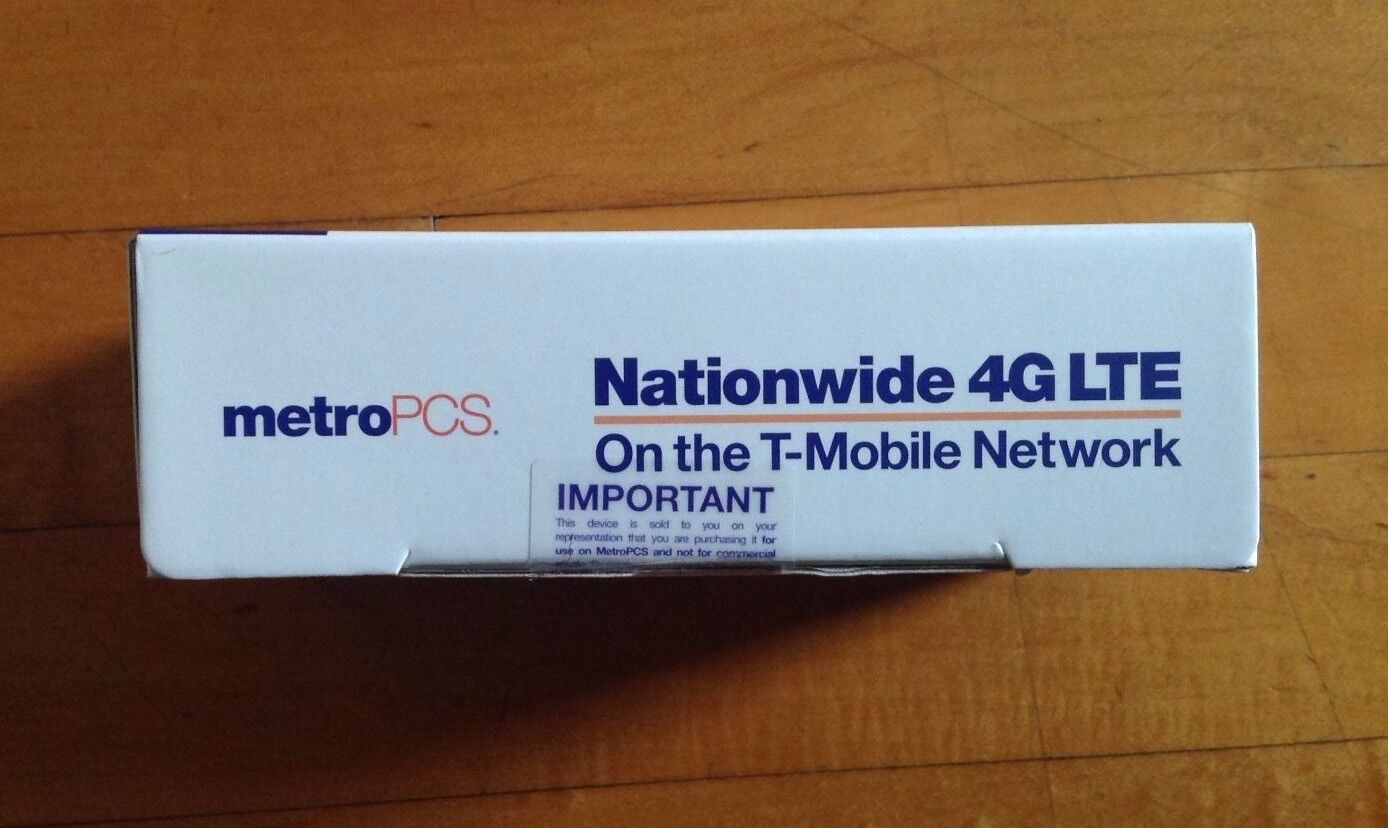 metroPCS.
Nationwide 4G LTE
On the T-Mobile Network
IMPORTANT
This device is sold to you on your
representation that you are purchasing it for
use on MetroPCS and not for commercial